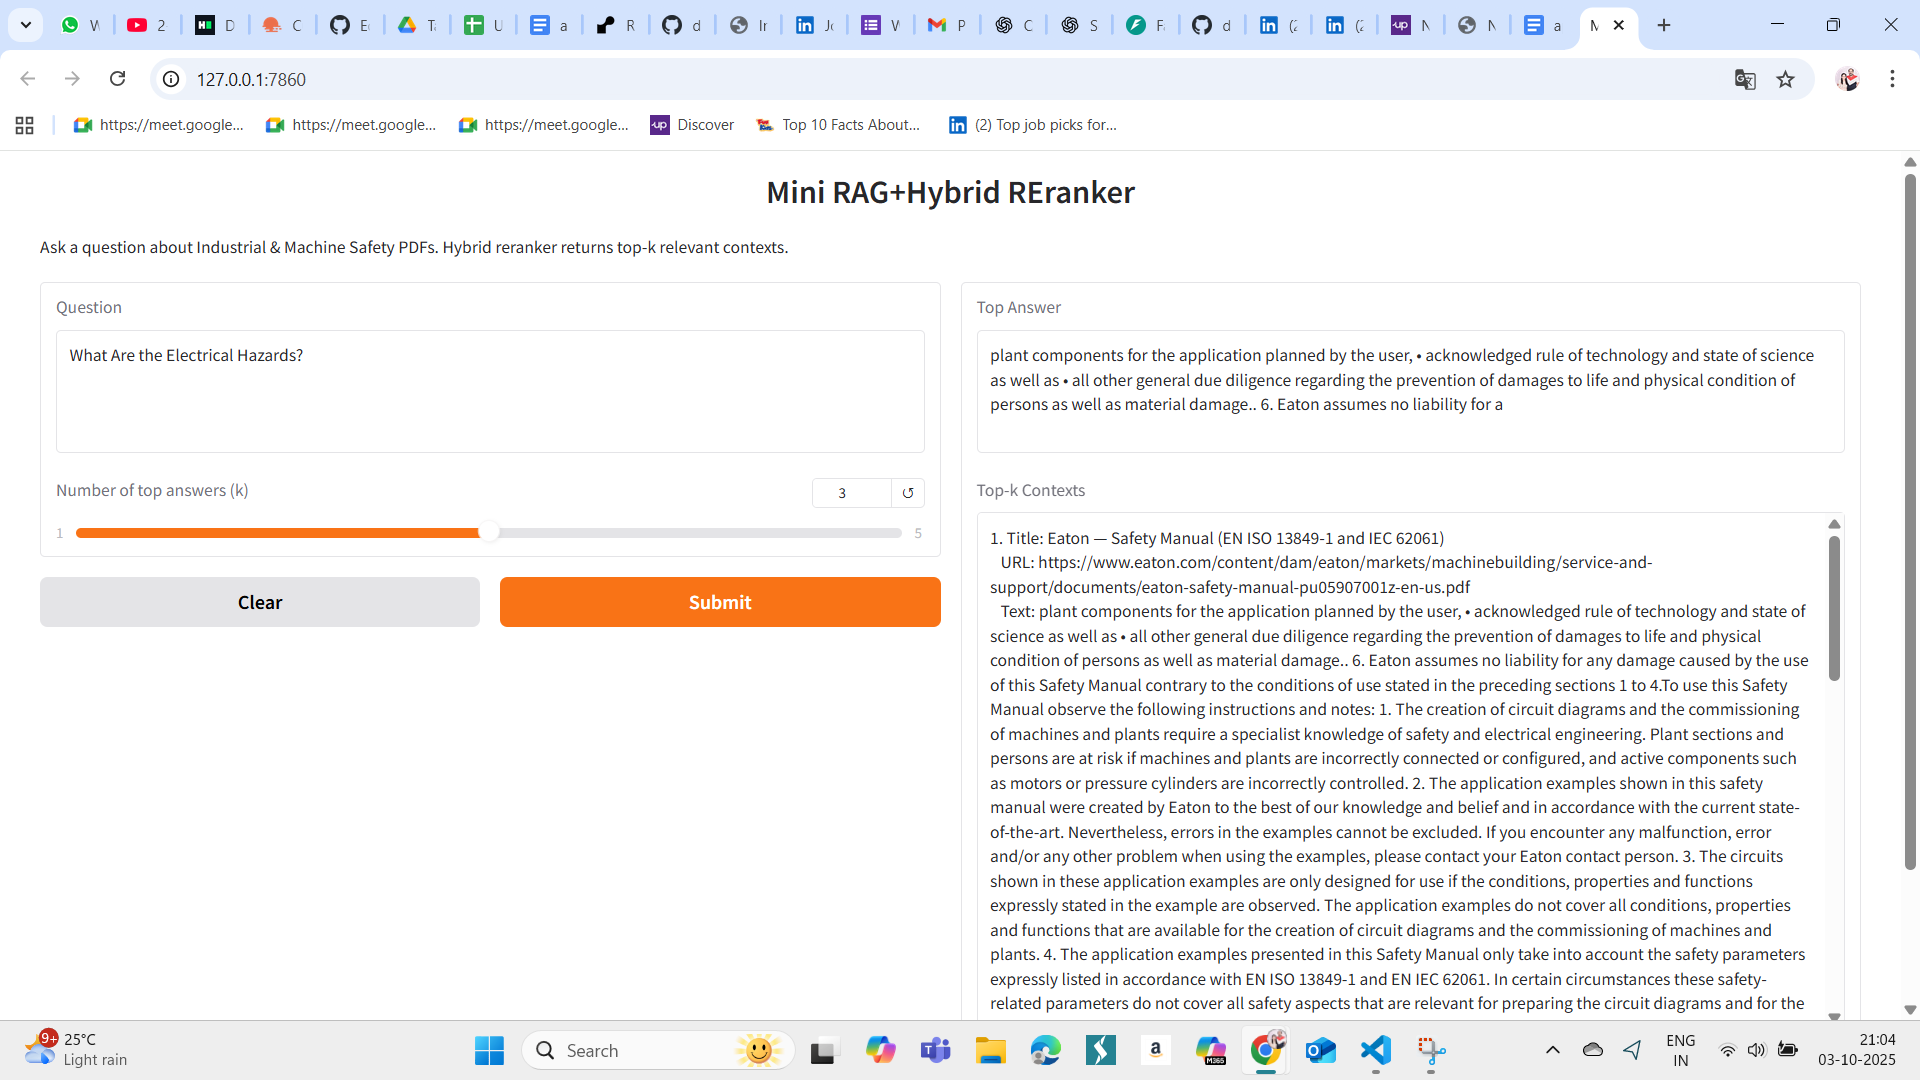 W
2
D
C
E
T
U
a
R
d
Ir
Jo
W
P
C
S
Fa
d
(2
(2
N
N
a
M
127.0.0.1:7860
https://meet.google...
https://meet.google...
https://meet.google...
up Discover
Top 10 Facts About...
in (2) Top job picks for...
Mini RAG+Hybrid REranker
Ask a question about Industrial & Machine Safety PDFs. Hybrid reranker returns top-k relevant contexts.
Question
What Are the Electrical Hazards?
Number of top answers (k)
3
1
5
Clear
Submit
Top Answer
plant components for the application planned by the user, • acknowledged rule of technology and state of science
as well as • all other general due diligence regarding the prevention of damages to life and physical condition of
persons as well as material damage.. 6. Eaton assumes no liability for a
Top-k Contexts
1. Title: Eaton — Safety Manual (EN ISO 13849-1 and IEC 62061)
URL: https://www.eaton.com/content/dam/eaton/markets/machinebuilding/service-and-
support/documents/eaton-safety-manual-pu05907001z-en-us.pdf
Text: plant components for the application planned by the user, • acknowledged rule of technology and state of
science as well as • all other general due diligence regarding the prevention of damages to life and physical
condition of persons as well as material damage.. 6. Eaton assumes no liability for any damage caused by the use
of this Safety Manual contrary to the conditions of use stated in the preceding sections 1 to 4.To use this Safety
Manual observe the following instructions and notes: 1. The creation of circuit diagrams and the commissioning
of machines and plants require a specialist knowledge of safety and electrical engineering. Plant sections and
persons are at risk if machines and plants are incorrectly connected or configured, and active components such
as motors or pressure cylinders are incorrectly controlled. 2. The application examples shown in this safety
manual were created by Eaton to the best of our knowledge and belief and in accordance with the current state-
of-the-art. Nevertheless, errors in the examples cannot be excluded. If you encounter any malfunction, error
and/or any other problem when using the examples, please contact your Eaton contact person. 3. The circuits
shown in these application examples are only designed for use if the conditions, properties and functions
expressly stated in the example are observed. The application examples do not cover all conditions, properties
and functions that are available for the creation of circuit diagrams and the commissioning of machines and
plants. 4. The application examples presented in this Safety Manual only take into account the safety parameters
expressly listed in accordance with EN ISO 13849-1 and EN IEC 62061. In certain circumstances these safety-
related parameters do not cover all safety aspects that are relevant for preparing the circuit diagrams and for the
9+
25°C
Light rain
Search
M365
ENG
IN
21:04
03-10-2025